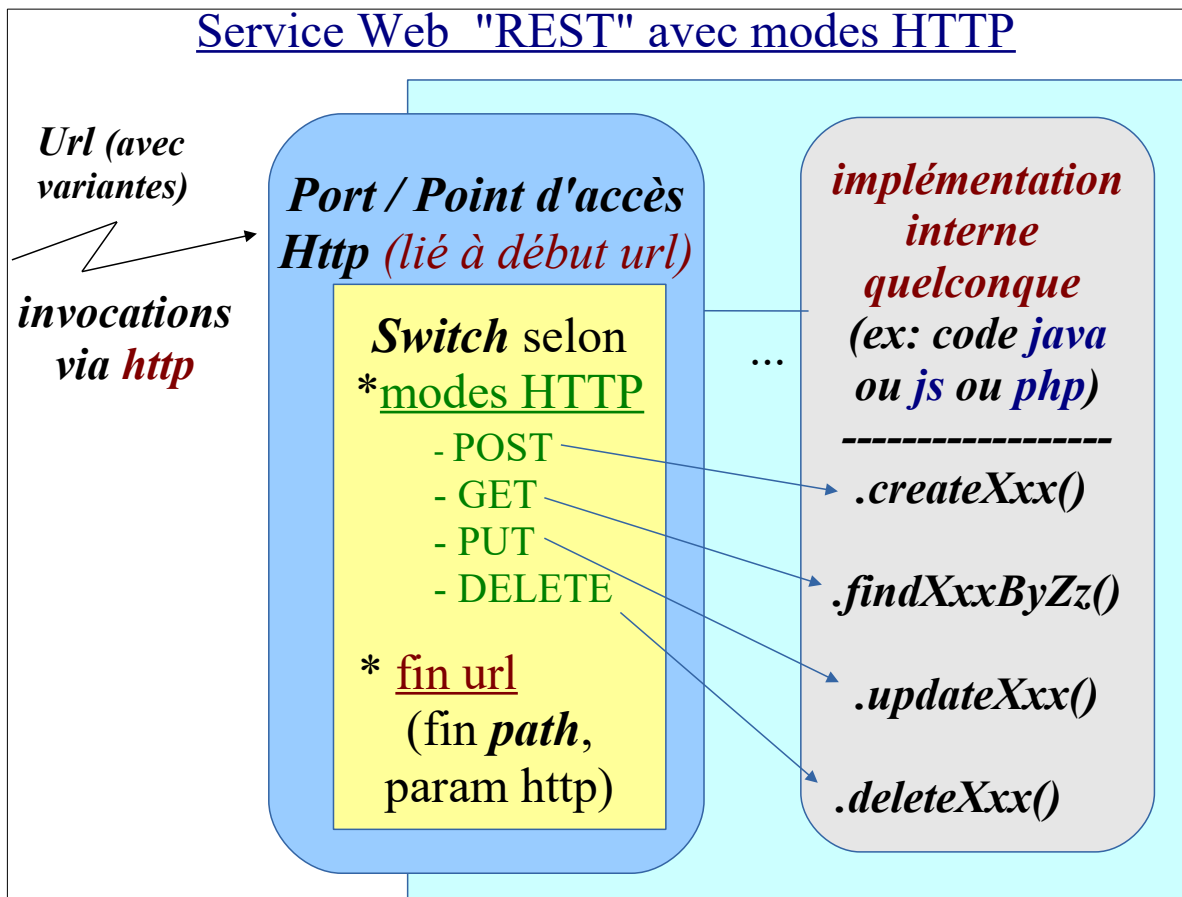 Service Web "REST" avec modes HTTP
Url (avec
variantes)
invocations
via http
Port / Point d'accès
Http (lié à début url)
Switch selon
*modes HTTP
- POST
- GET
- PUT
- DELETE
* fin url
(fin path,
param http)
...
implémentation
interne
quelconque
(ex: code java
ou js ou php)
------------------
.createXxx()
.findXxxByZz()
.updateXxx()
.deleteXxx()